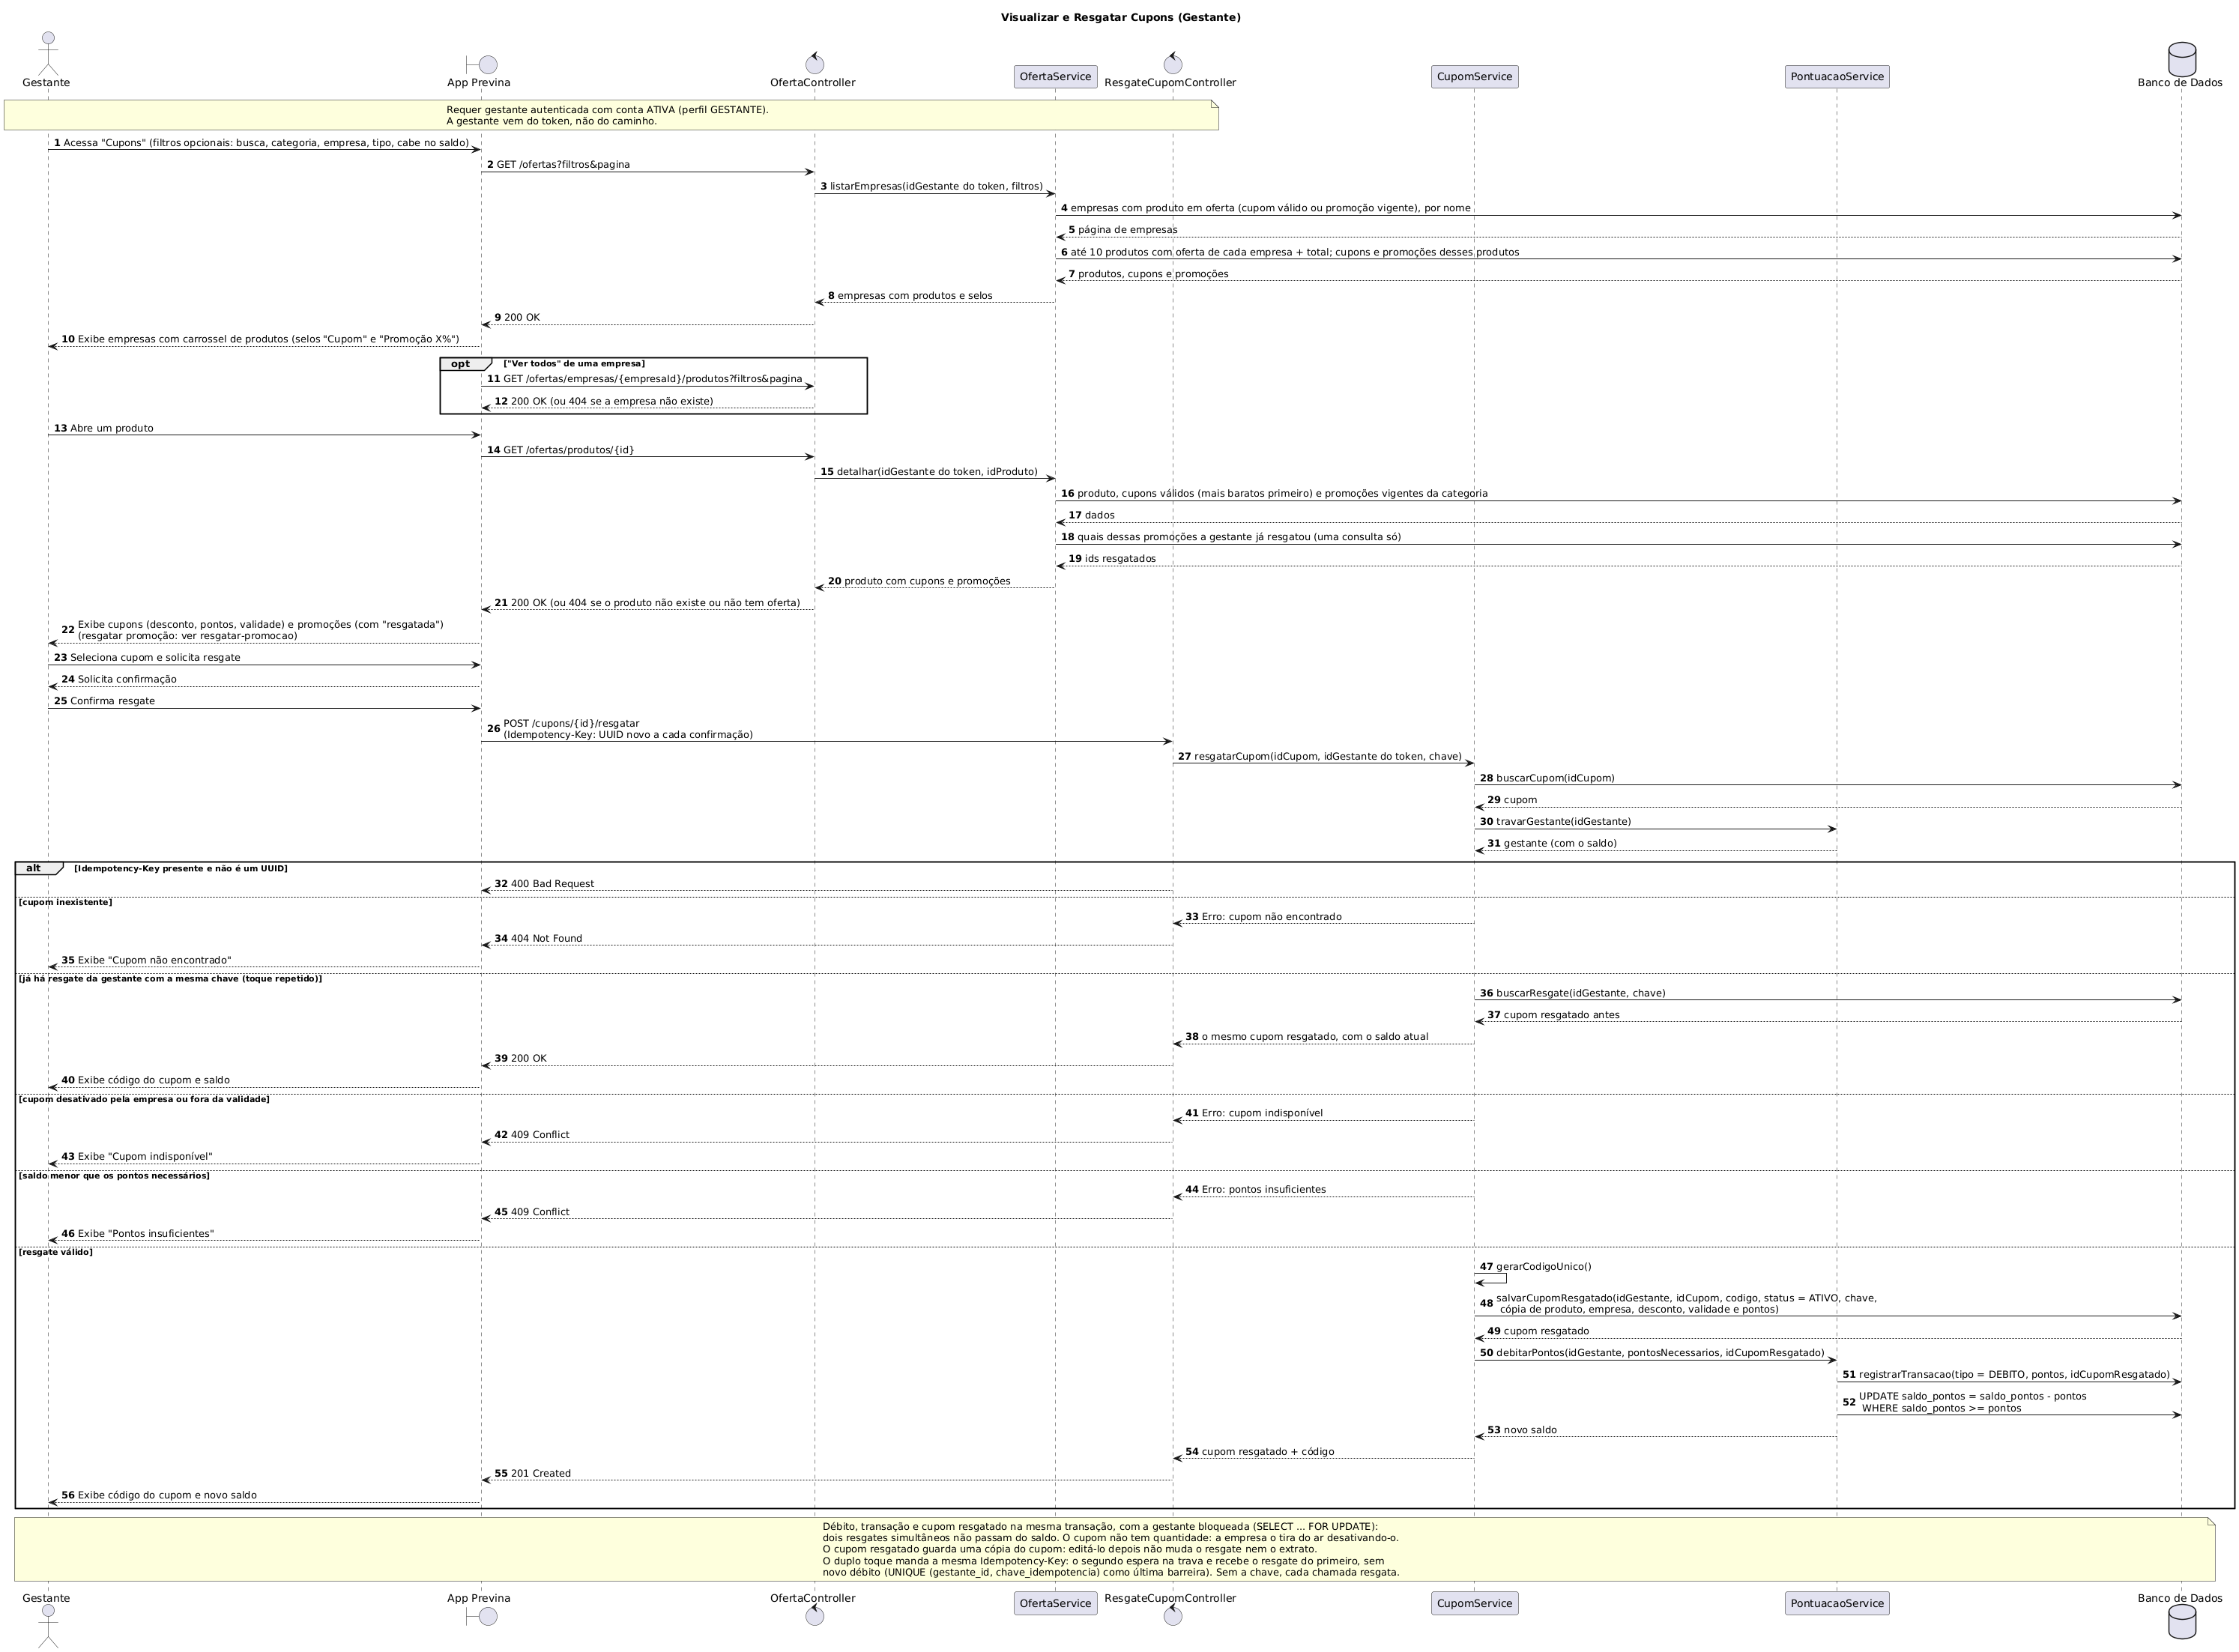 Visualizar e Resgatar Cupons (Gestante)
Gestante
App Previna
OfertaController
OfertaService
ResgateCupomController
CupomService
PontuacaoService
Banco de Dados
Requer gestante autenticada com conta ATIVA (perfil GESTANTE).
A gestante vem do token, não do caminho.
1 Acessa "Cupons" (filtros opcionais: busca, categoria, empresa, tipo, cabe no saldo)
2 GET /ofertas?filtros&pagina
3 listarEmpresas(idGestante do token, filtros)
4 empresas com produto em oferta (cupom válido ou promoção vigente), por nome
5 página de empresas
6 até 10 produtos com oferta de cada empresa + total; cupons e promoções desses produtos
7 produtos, cupons e promoções
8 empresas com produtos e selos
9 200 OK
10 Exibe empresas com carrossel de produtos (selos "Cupom" e "Promoção X%")
opt ["Ver todos" de uma empresa]
11 GET /ofertas/empresas/{empresaId}/produtos?filtros&pagina
12 200 OK (ou 404 se a empresa não existe)
13 Abre um produto
14 GET /ofertas/produtos/{id}
15 detalhar(idGestante do token, idProduto)
16 produto, cupons válidos (mais baratos primeiro) e promoções vigentes da categoria
17 dados
18 quais dessas promoções a gestante já resgatou (uma consulta só)
19 ids resgatados
20 produto com cupons e promoções
21 200 OK (ou 404 se o produto não existe ou não tem oferta)
22 Exibe cupons (desconto, pontos, validade) e promoções (com "resgatada")
(resgatar promoção: ver resgatar-promocao)
23 Seleciona cupom e solicita resgate
24 Solicita confirmação
25 Confirma resgate
26 POST /cupons/{id}/resgatar
(Idempotency-Key: UUID novo a cada confirmação)
27 resgatarCupom(idCupom, idGestante do token, chave)
28 buscarCupom(idCupom)
29 cupom
30 travarGestante(idGestante)
31 gestante (com o saldo)
alt [Idempotency-Key presente e não é um UUID]
32 400 Bad Request
[cupom inexistente]
33 Erro: cupom não encontrado
34 404 Not Found
35 Exibe "Cupom não encontrado"
[já há resgate da gestante com a mesma chave (toque repetido)]
36 buscarResgate(idGestante, chave)
37 cupom resgatado antes
38 o mesmo cupom resgatado, com o saldo atual
39 200 OK
40 Exibe código do cupom e saldo
[cupom desativado pela empresa ou fora da validade]
41 Erro: cupom indisponível
42 409 Conflict
43 Exibe "Cupom indisponível"
[saldo menor que os pontos necessários]
44 Erro: pontos insuficientes
45 409 Conflict
46 Exibe "Pontos insuficientes"
[resgate válido]
47 gerarCodigoUnico()
48 salvarCupomResgatado(idGestante, idCupom, codigo, status = ATIVO, chave,
cópia de produto, empresa, desconto, validade e pontos)
49 cupom resgatado
50 debitarPontos(idGestante, pontosNecessarios, idCupomResgatado)
51 registrarTransacao(tipo = DEBITO, pontos, idCupomResgatado)
52 UPDATE saldo_pontos = saldo_pontos - pontos
WHERE saldo_pontos >= pontos
53 novo saldo
54 cupom resgatado + código
55 201 Created
56 Exibe código do cupom e novo saldo
Débito, transação e cupom resgatado na mesma transação, com a gestante bloqueada (SELECT ... FOR UPDATE):
dois resgates simultâneos não passam do saldo. O cupom não tem quantidade: a empresa o tira do ar desativando-o.
O cupom resgatado guarda uma cópia do cupom: editá-lo depois não muda o resgate nem o extrato.
O duplo toque manda a mesma Idempotency-Key: o segundo espera na trava e recebe o resgate do primeiro, sem
novo débito (UNIQUE (gestante_id, chave_idempotencia) como última barreira). Sem a chave, cada chamada resgata.
Gestante
App Previna
OfertaController
OfertaService
ResgateCupomController
CupomService
PontuacaoService
Banco de Dados